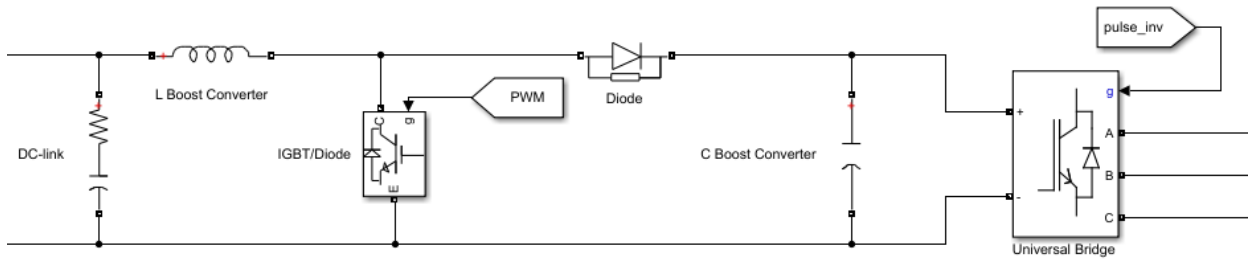 pulse_inv
L Boost Converter
PWM
Diode
g
+
A
DC-link
IGBT/Diode
C
g
E
C Boost Converter
B
-
C
Universal Bridge